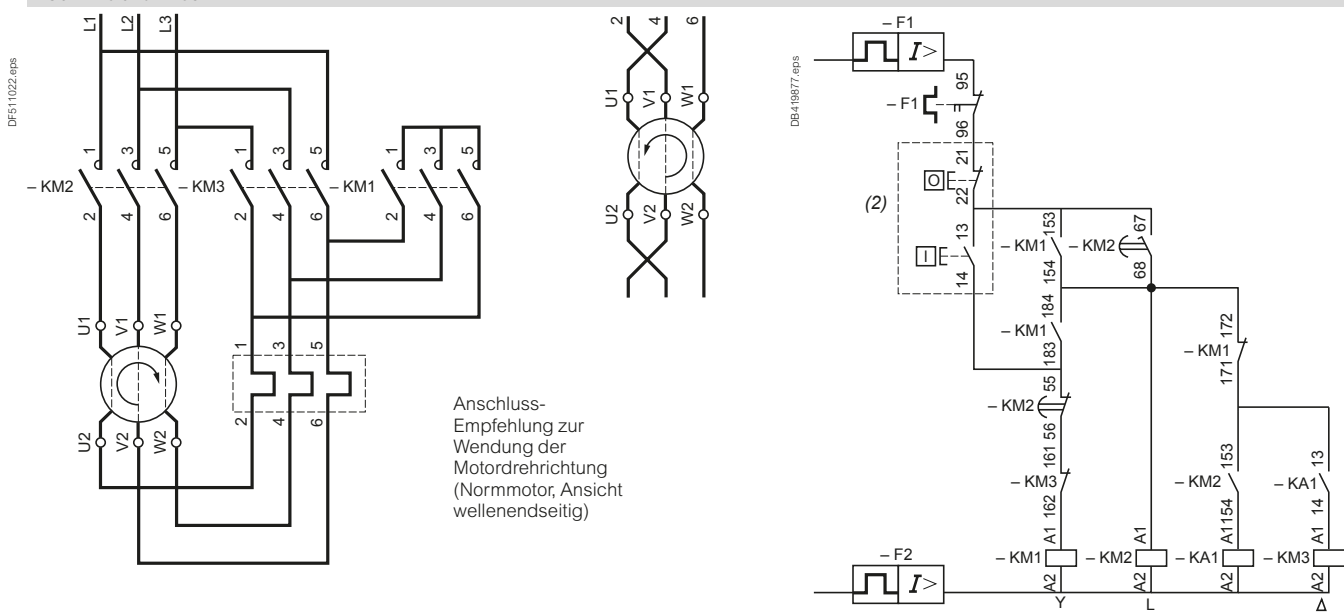 DF511022.eps
L1
L2
L3
1
3
5
1
3
5
1
3
5
– KM2
– KM3
– KM1
2
4
6
2
4
6
2
4
6
U1
V1
W1
1
3
5
2
4
6
U2
V2
W2
2
4
6
U1
V1
W1
U2
V2
W2
Anschluss-
Empfehlung zur
Wendung der
Motordrehrichtung
(Normmotor, Ansicht
wellenendseitig)
DB419877.eps
– F1
I>
95
– F1
96
21
O
22
(2)
13
I
14
153
– KM1
154
67
– KM2
68
184
– KM1
183
172
– KM1
171
55
– KM2
56
161
– KM3
162
153
– KM2
154
13
– KA1
14
– F2
I>
A1
– KM1
A2
Y
A1
– KM2
A2
L
A1
– KA1
A2
A1
– KM3
A2
Δ